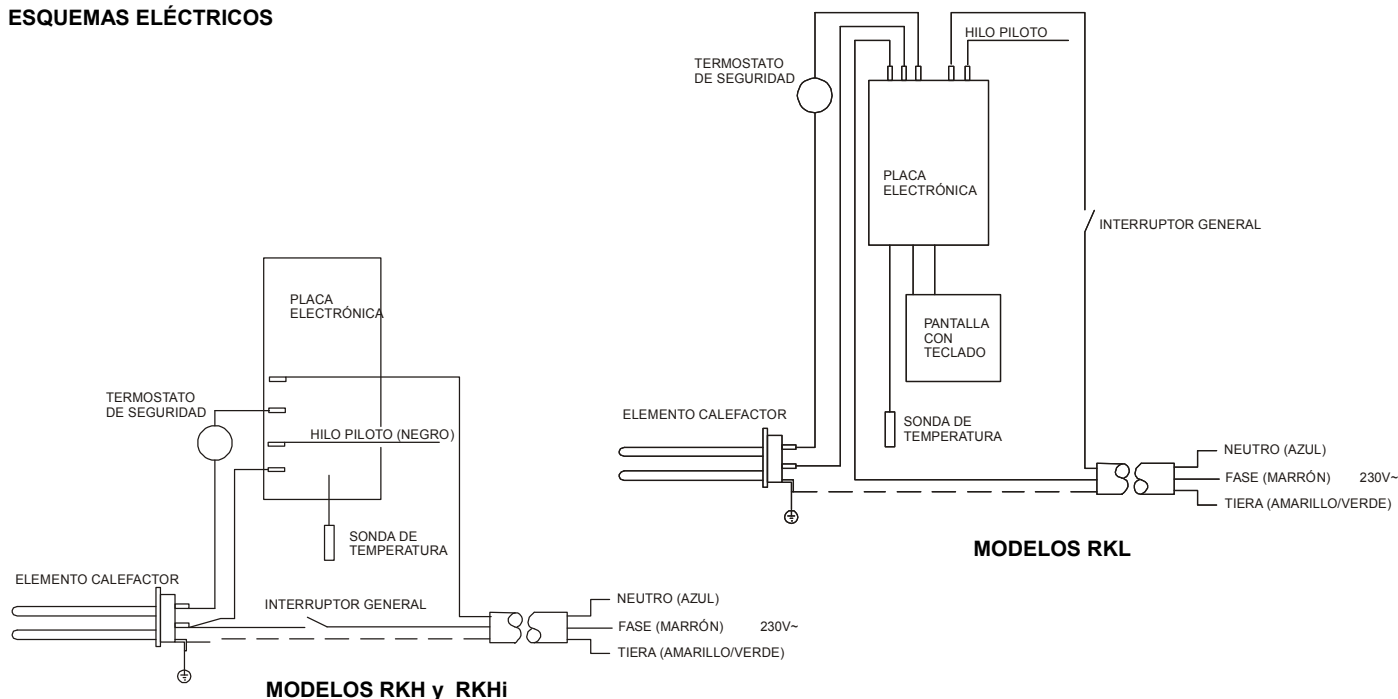 ESQUEMAS ELÉCTRICOS
HILO PILOTO
TERMOSTATO
DE SEGURIDAD
PLACA
ELECTRÓNICA
INTERRUPTOR GENERAL
PANTALLA
CON
TECLADO
ELEMENTO CALEFACTOR
SONDA DE
TEMPERATURA
NEUTRO (AZUL)
FASE (MARRÓN) 230V~
TIERA (AMARILLO/VERDE)
MODELOS RKL
PLACA
ELECTRÓNICA
TERMOSTATO
DE SEGURIDAD
HILO PILOTO (NEGRO)
SONDA DE
TEMPERATURA
ELEMENTO CALEFACTOR
INTERRUPTOR GENERAL
NEUTRO (AZUL)
FASE (MARRÓN) 230V~
TIERA (AMARILLO/VERDE)
MODELOS RKH y RKHi